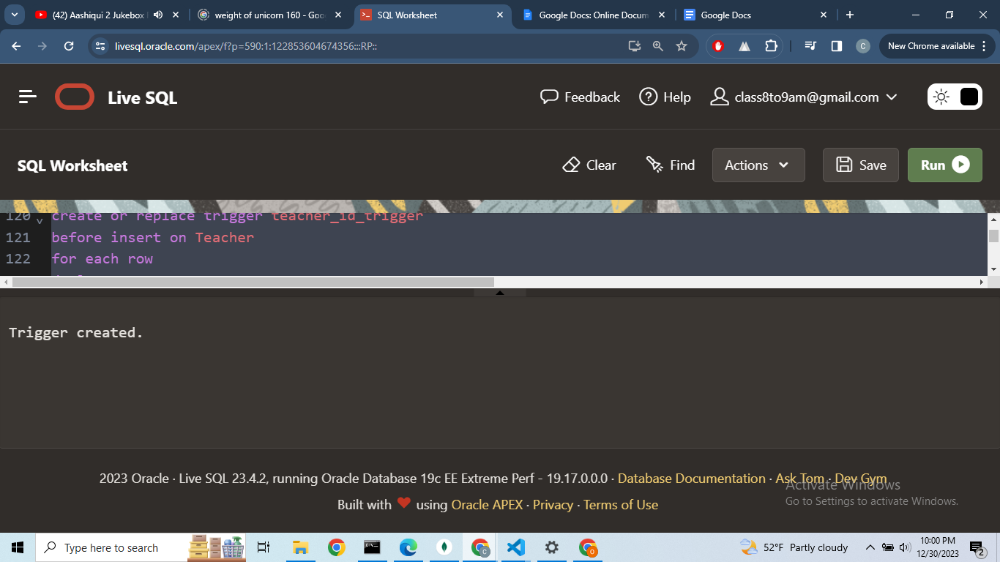 (42) Aashiqui 2 Jukebox
weight of unicorn 160 - Goo
SQL Worksheet
Google Docs: Online Docum
Google Docs
livesql.oracle.com/apex/f?p=590:1:122853604674356:::RP::
C
New Chrome available
Live SQL
Feedback
Help
class8to9am@gmail.com
SQL Worksheet
Clear
Find
Actions
Save
Run
120 create or replace trigger teacher_id_trigger
121 before insert on Teacher
122 for each row
Trigger created.
2023 Oracle · Live SQL 23.4.2, running Oracle Database 19c EE Extreme Perf - 19.17.0.0.0 · Database Documentation · Ask Tom · Dev Gym
Built with ❤ using Oracle APEX · Privacy · Terms of Use
Activate Windows
Go to Settings to activate Windows.
Type here to search
52°F Partly cloudy
10:00 PM
12/30/2023
2